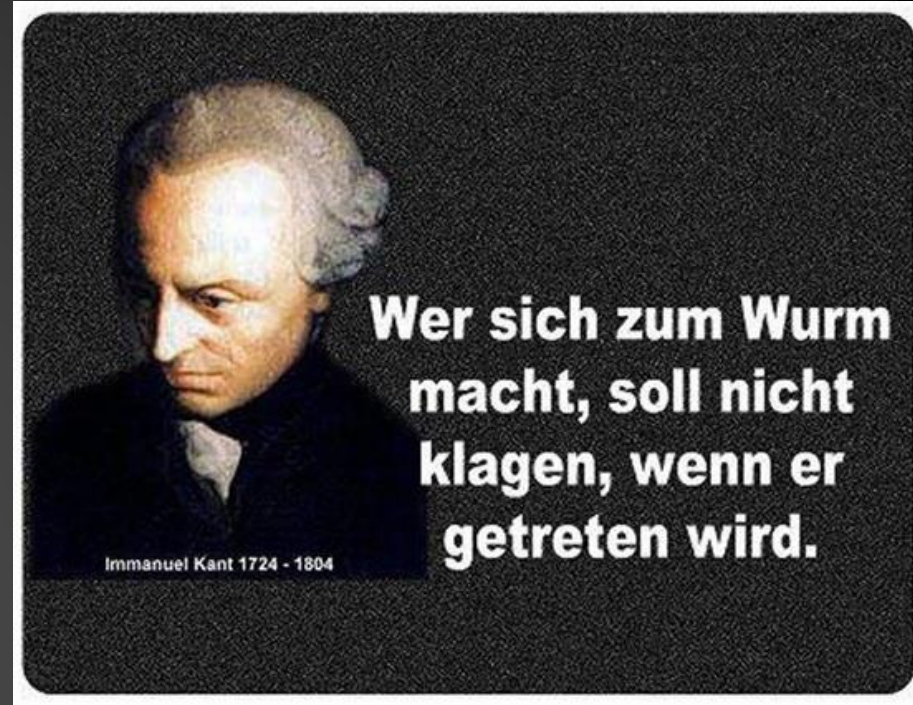 Wer sich zum Wurm
macht, soll nicht
klagen, wenn er
getreten wird.
Immanuel Kant 1724 - 1804